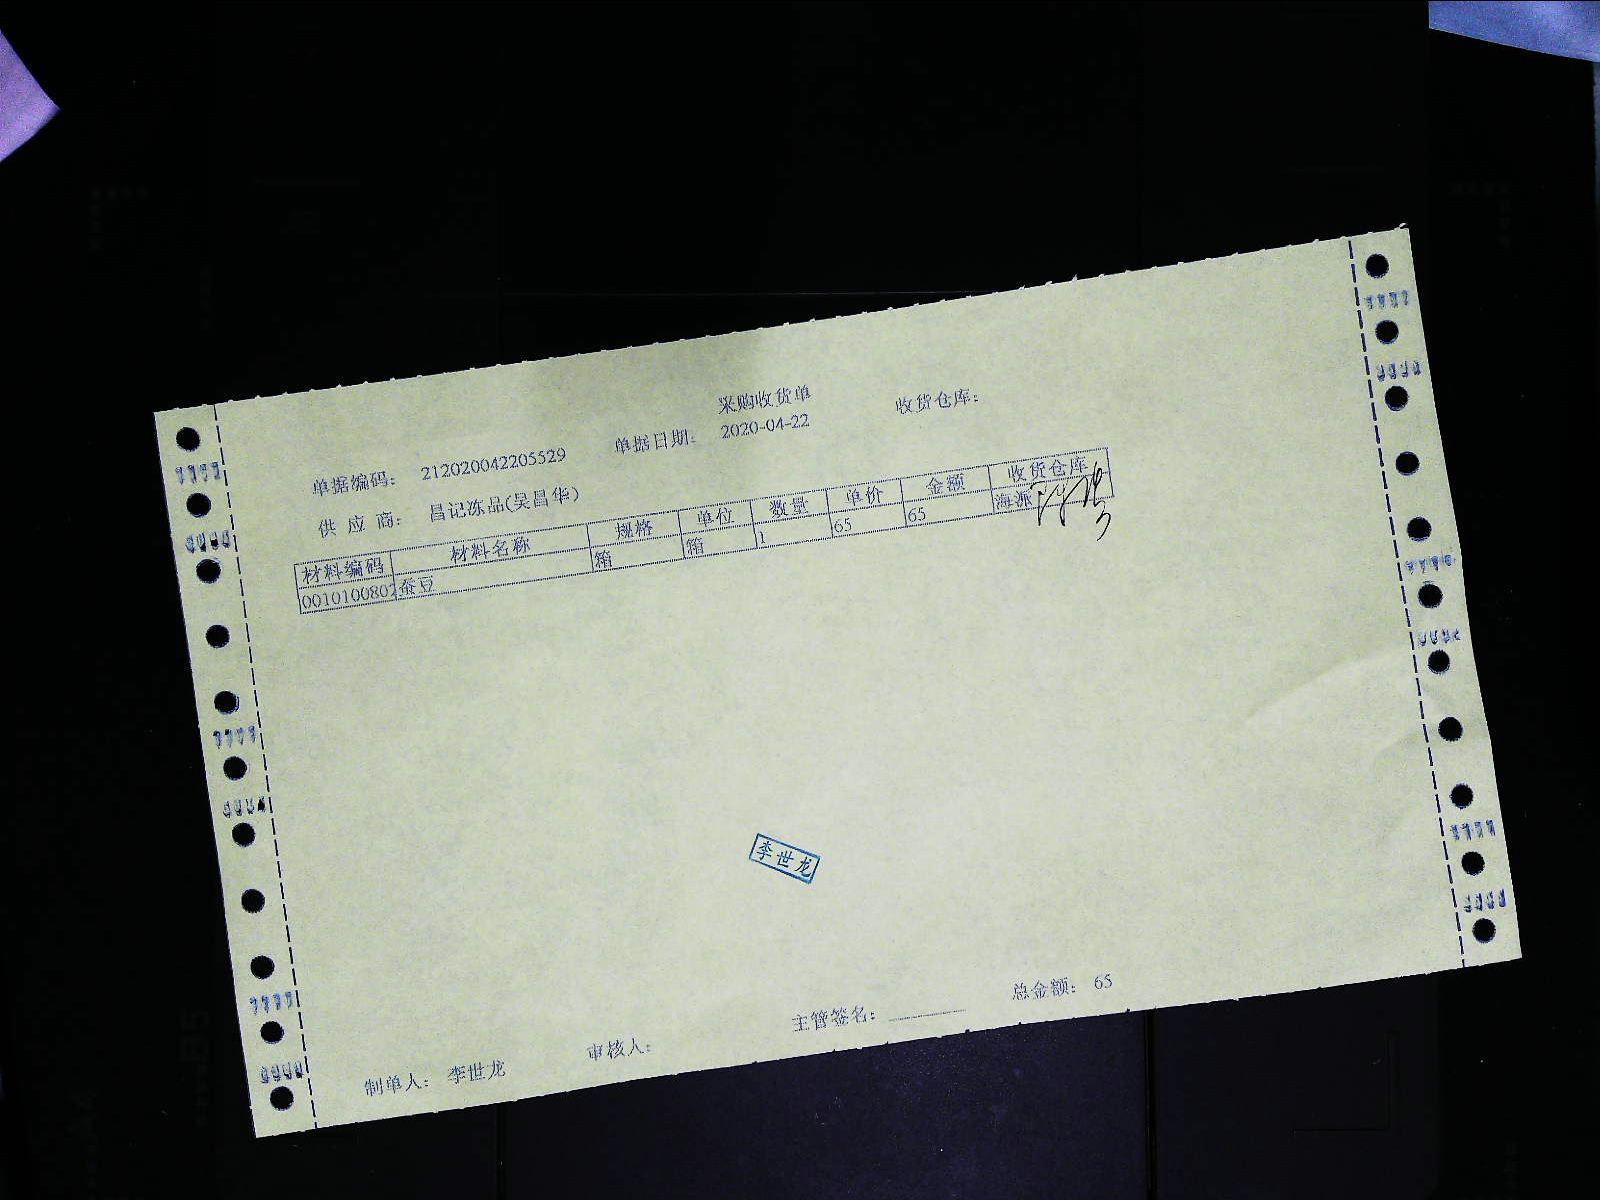 采购收货单
单据编码： 212020042205529 单据日期： 2020-04-22 收货仓库：
供 应 商： 昌记冻品(吴昌华)
材料编码 材料名称 规格 单位 数量 单价 金额 收货仓库
0010100802 蚕豆 箱 箱 1 65 65 海派
李世龙
主管签名： 总金额： 65
制单人： 李世龙 审核人：